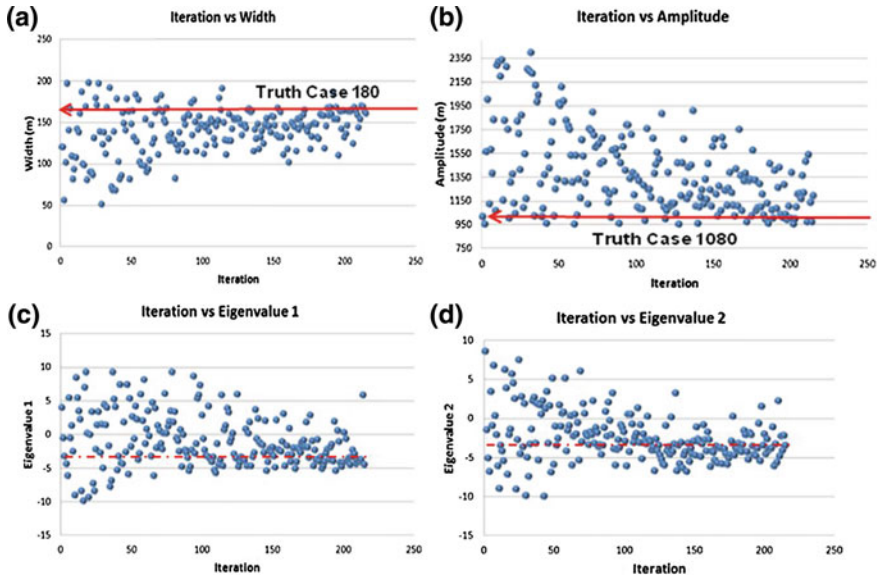 (a)
Iteration vs Width
250
200
150
100
50
0
Width (m)
Truth Case 180
0 50 100 150 200 250
Iteration
(b)
Iteration vs Amplitude
2350
2150
1950
1750
1550
1350
1150
950
750
Amplitude (m)
Truth Case 1080
0 50 100 150 200 250
Iteration
(c)
Iteration vs Eigenvalue 1
15
10
5
0
-5
-10
-15
Eigenvalue 1
0 50 100 150 200 250
Iteration
(d)
Iteration vs Eigenvalue 2
10
5
0
-5
-10
-15
Eigenvalue 2
0 50 100 150 200 250
Iteration